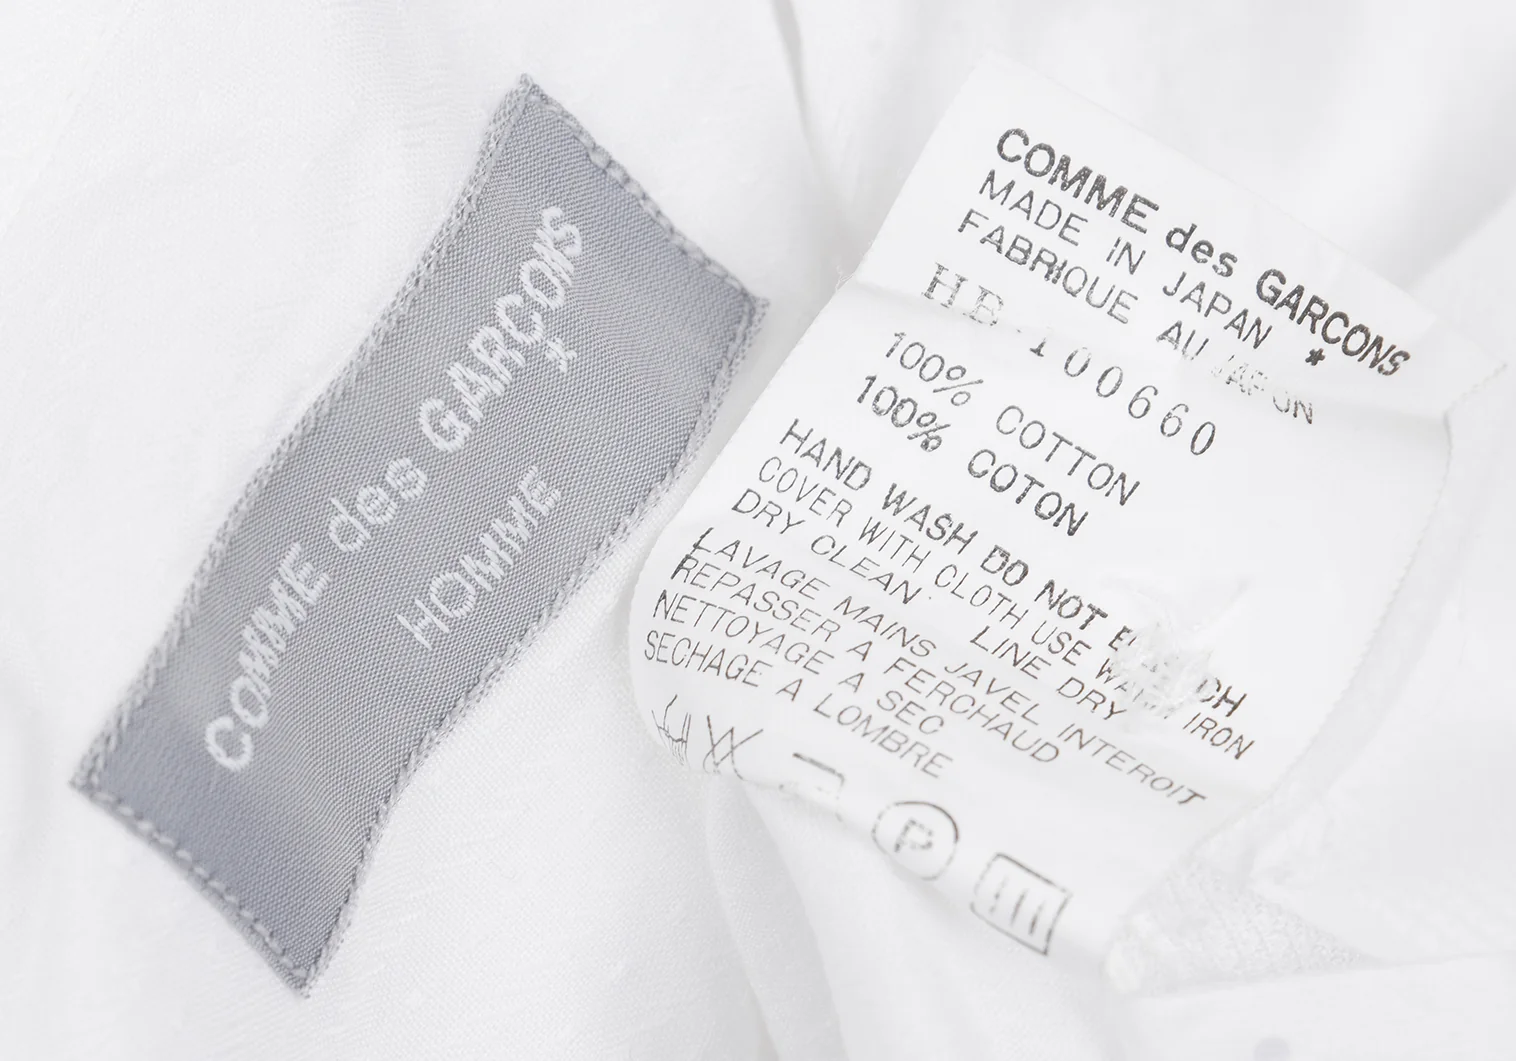 COMME des GARÇONS
*
HOMME
COMME des GARCONS
MADE IN JAPAN *
FABRIQUE AU JAPON
HB-100660
100% COTTON
100% COTON
HAND WASH DO NOT BLEACH
COVER WITH CLOTH USE WARM IRON
DRY CLEAN LINE DRY
LAVAGE MAINS JAVEL INTEROIT
REPASSER A FERCHAUD
NETTOYAGE A SEC
SECHAGE A LOMBRE
P